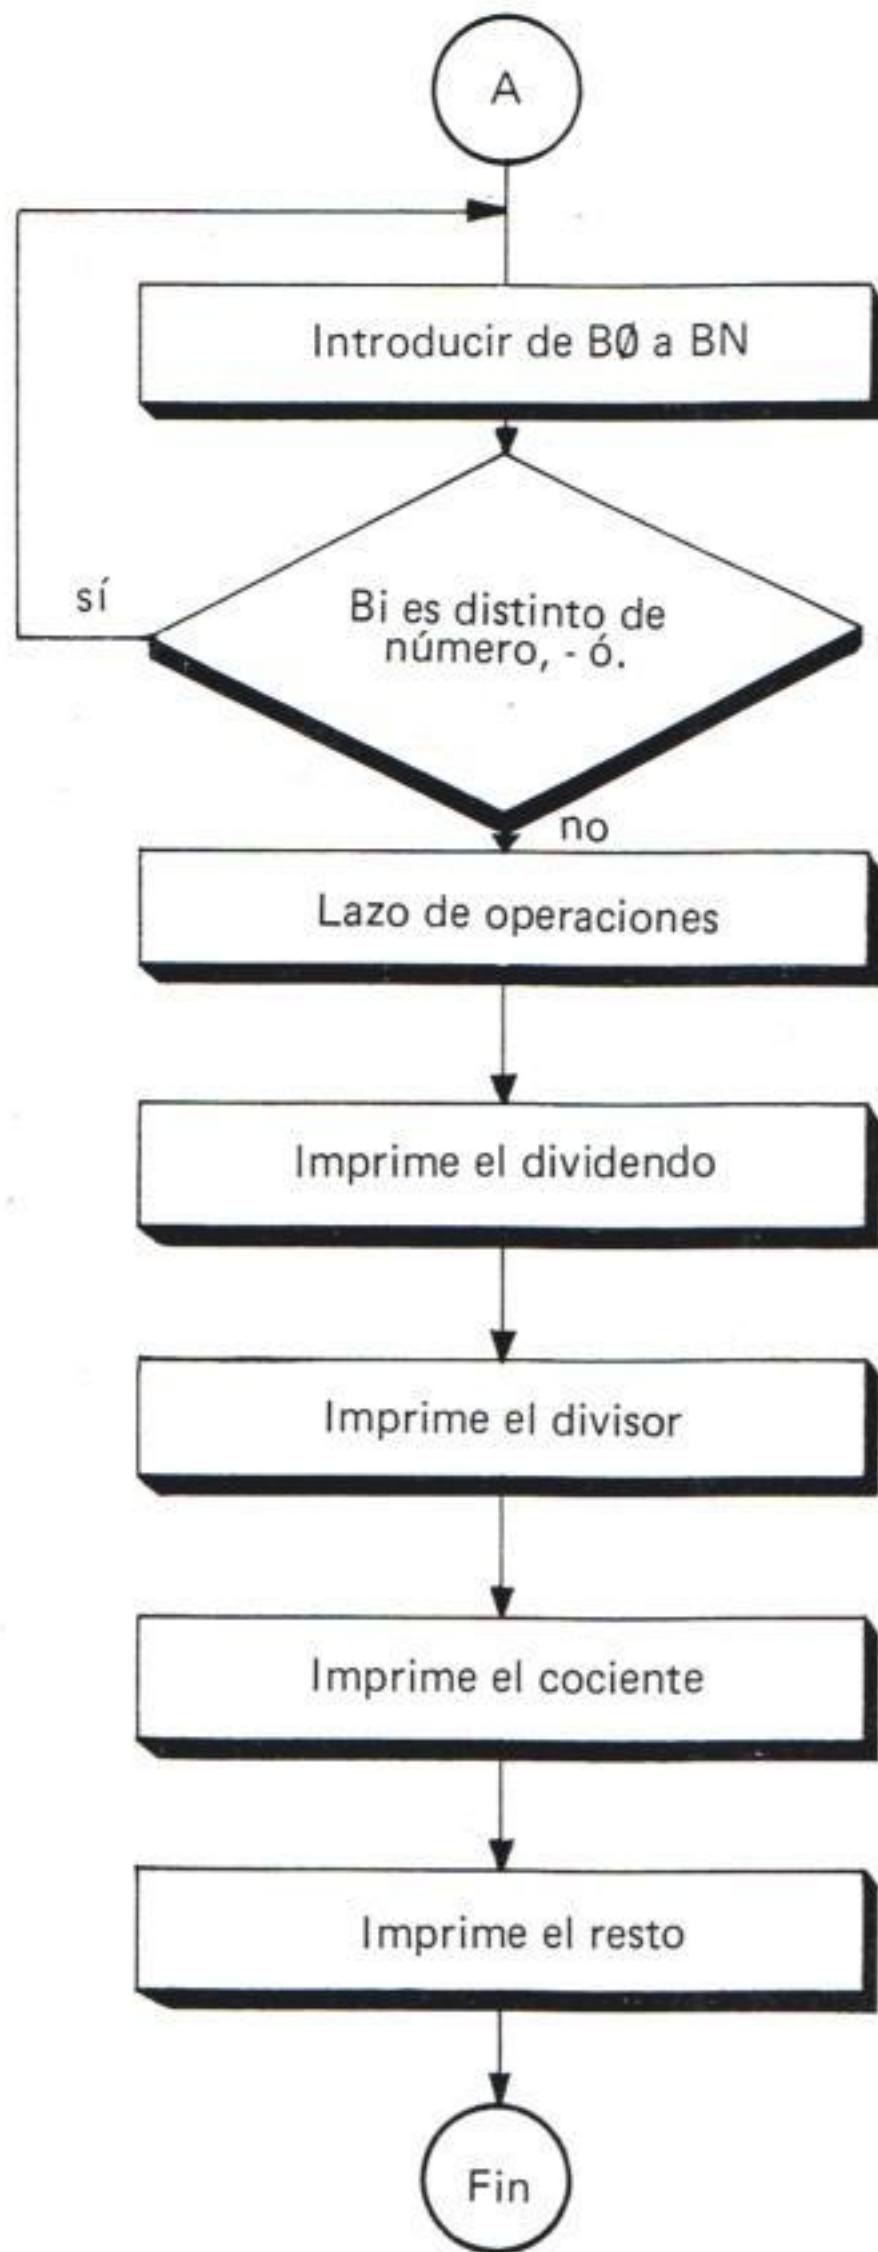 A
Introducir de BØ a BN
sí
Bi es distinto de
número, - ó.
no
Lazo de operaciones
Imprime el dividendo
Imprime el divisor
Imprime el cociente
Imprime el resto
Fin